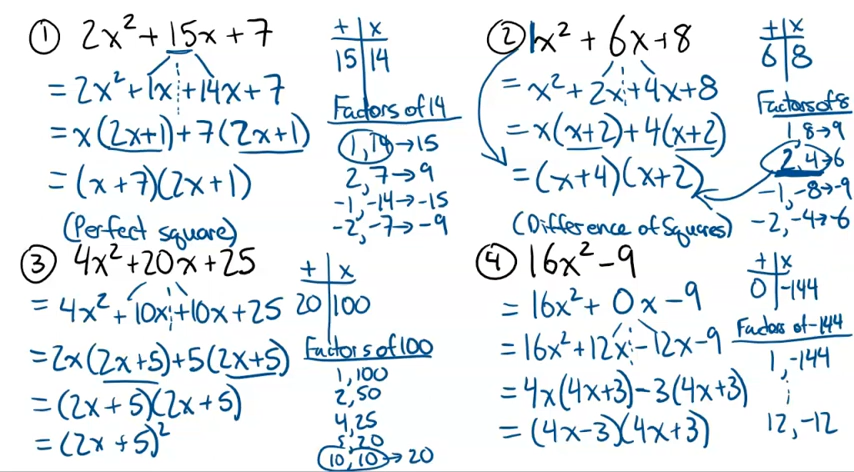 ① 2x² + 15x + 7
= 2x² + 1x + 14x + 7
= x(2x+1) + 7(2x+1)
= (x+7)(2x+1)
+ | x
15 | 14
Factors of 14
1, 14 → 15
2, 7 → 9
-1, -14 → -15
-2, -7 → -9
② 1x² + 6x + 8
= x² + 2x + 4x + 8
= x(x+2) + 4(x+2)
= (x+4)(x+2)
+ | x
6 | 8
Factors of 8
1, 8 → 9
2, 4 → 6
-1, -8 → -9
-2, -4 → -6
(Perfect square)
③ 4x² + 20x + 25
= 4x² + 10x + 10x + 25
= 2x(2x+5) + 5(2x+5)
= (2x+5)(2x+5)
= (2x+5)²
+ | x
20 | 100
Factors of 100
1, 100
2, 50
4, 25
5, 20
10, 10 → 20
(Difference of Squares)
④ 16x² - 9
= 16x² + 0x - 9
= 16x² + 12x - 12x - 9
= 4x(4x+3) - 3(4x+3)
= (4x-3)(4x+3)
+ | x
0 | -144
Factors of -144
1, -144
⋮
12, -12